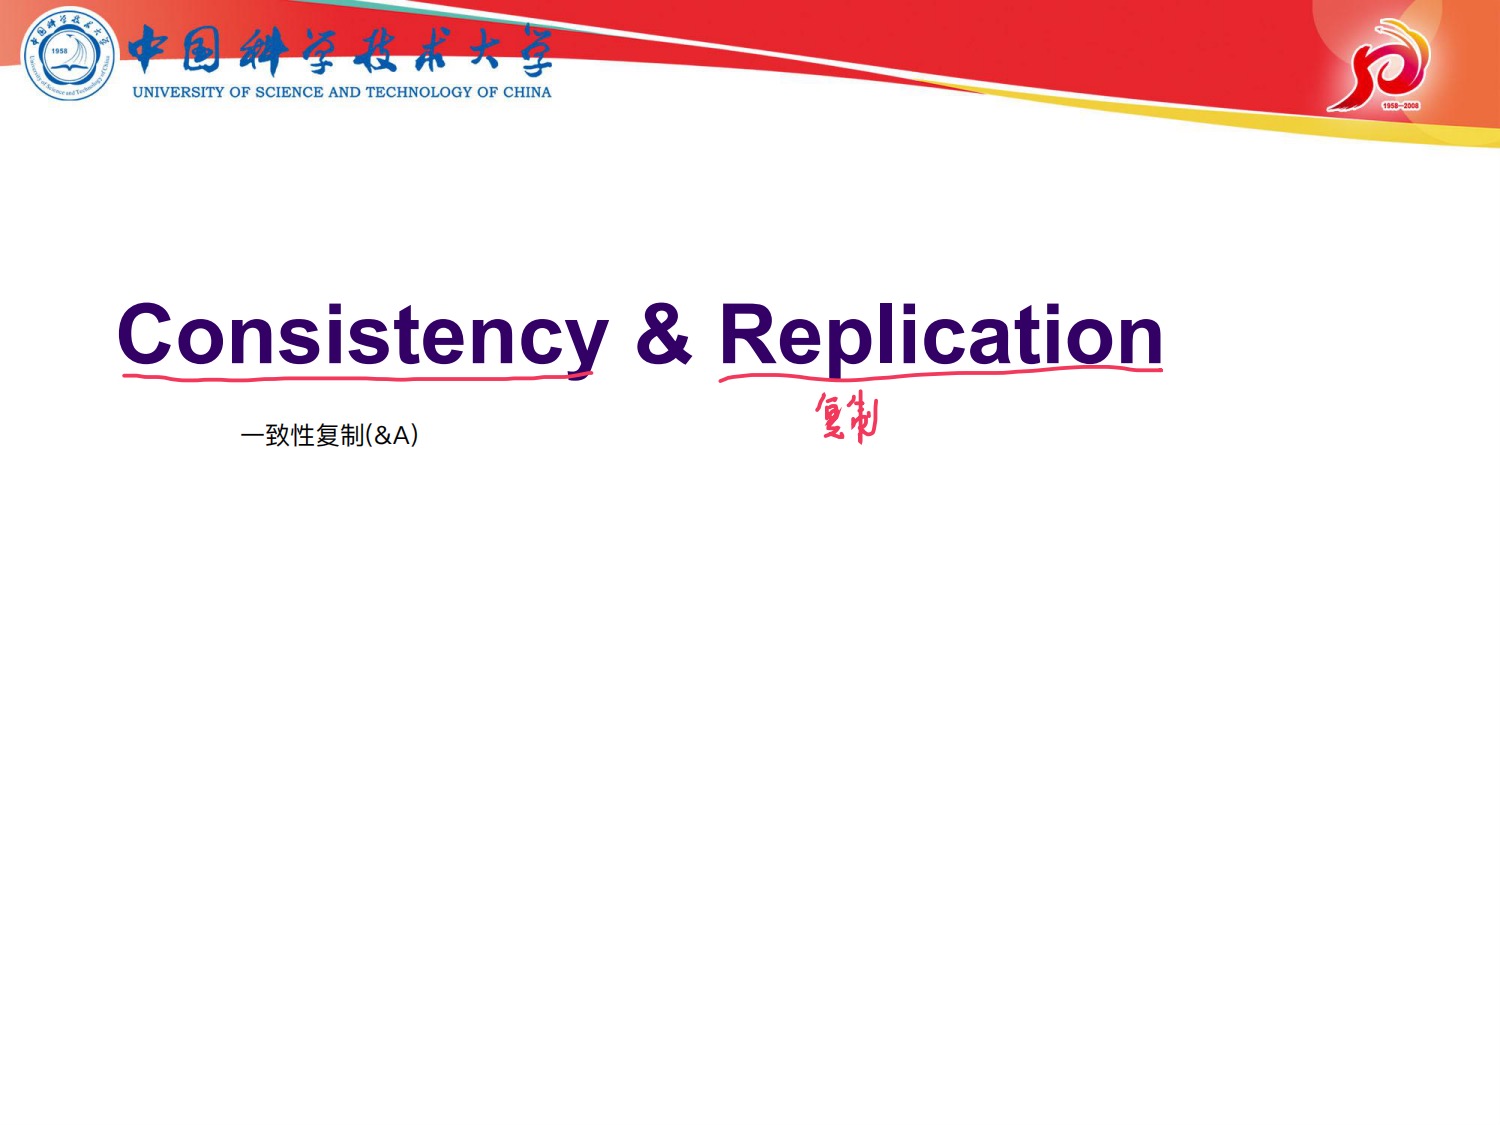 中国科学技术大学
UNIVERSITY OF SCIENCE AND TECHNOLOGY OF CHINA
1958
1958-2008
Consistency & Replication
复制
一致性复制(&A)